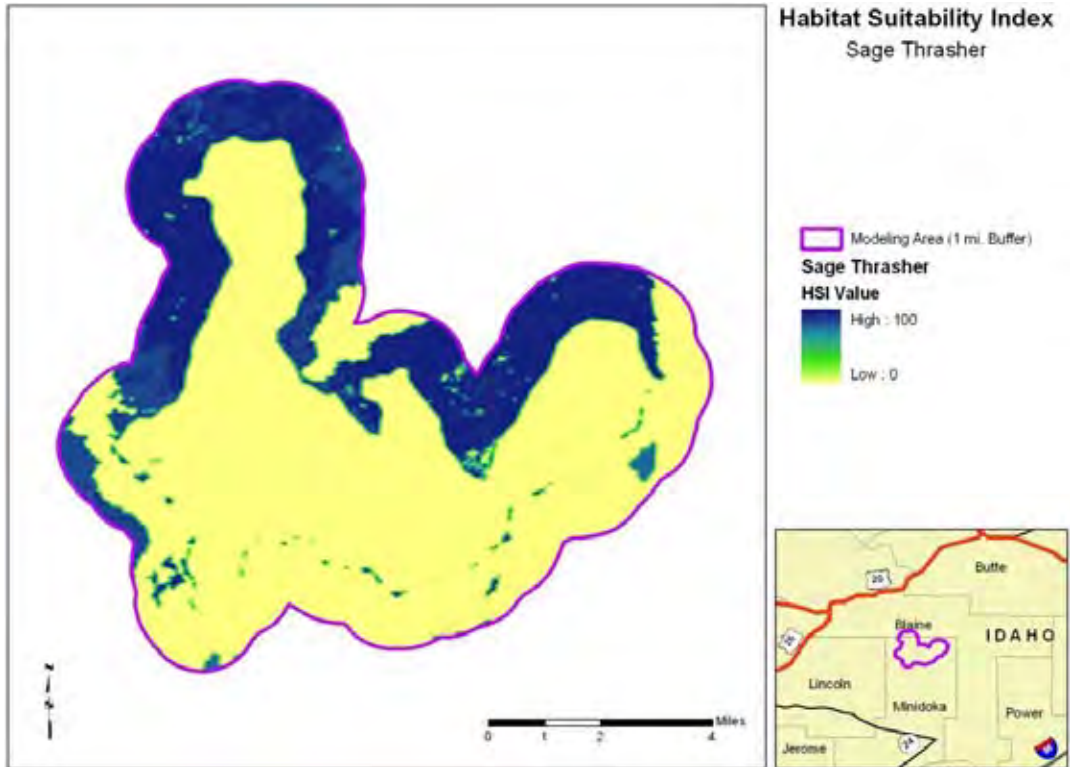 Habitat Suitability Index
Sage Thrasher
Modeling Area (1 mi. Buffer)
Sage Thrasher
HSI Value
High : 100
Low : 0
N
S
Miles
0 1 2 4
Butte
20
Blaine
IDAHO
26
Lincoln
Minidoka
Power
24
Jerome